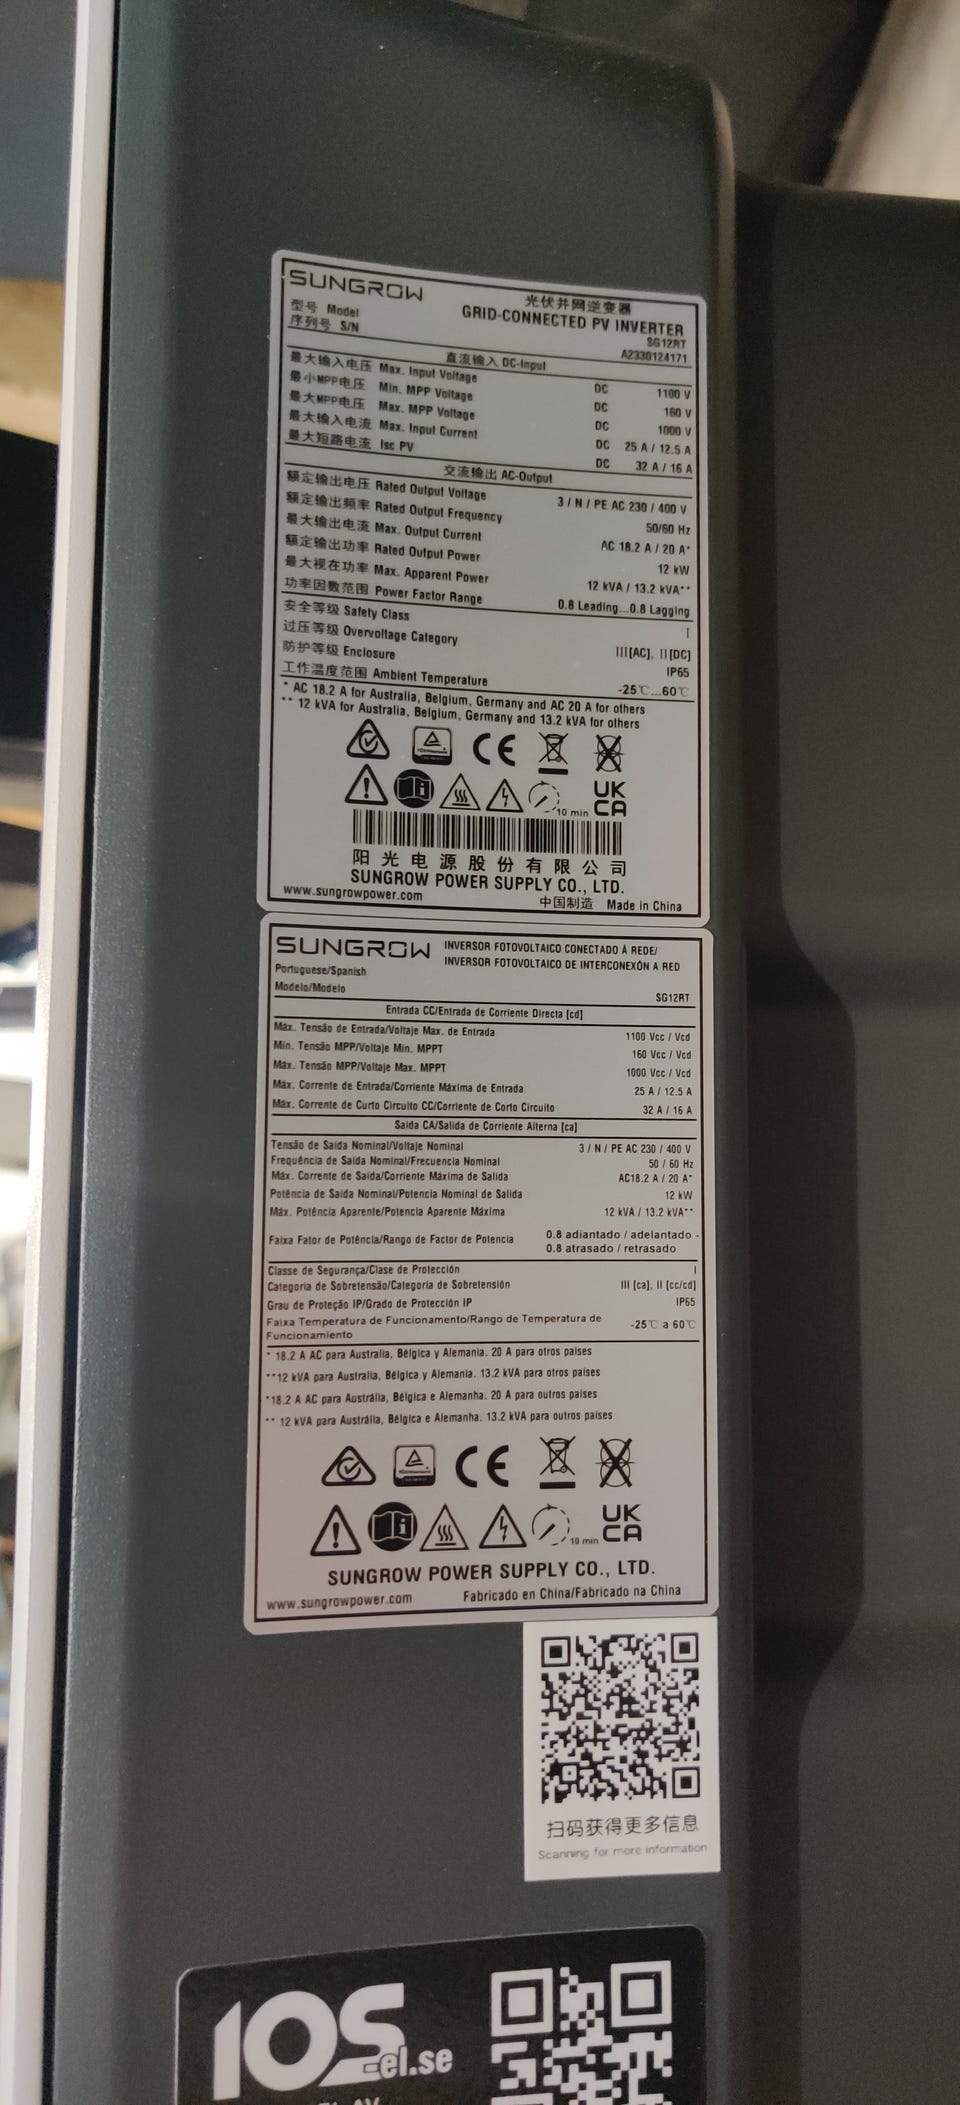 SUNGROW
光伏并网逆变器
GRID-CONNECTED PV INVERTER
型号 Model SG12RT
序列号 S/N A2330124171
直流输入 DC-Input
最大输入电压 Max. Input Voltage DC 1100 V
最小MPP电压 Min. MPP Voltage DC 160 V
最大MPP电压 Max. MPP Voltage DC 1000 V
最大输入电流 Max. Input Current DC 25 A / 12.5 A
最大短路电流 Isc PV DC 32 A / 16 A
交流输出 AC-Output
额定输出电压 Rated Output Voltage 3 / N / PE AC 230 / 400 V
额定输出频率 Rated Output Frequency 50/60 Hz
最大输出电流 Max. Output Current AC 18.2 A / 20 A*
额定输出功率 Rated Output Power 12 kW
最大视在功率 Max. Apparent Power 12 kVA / 13.2 kVA**
功率因数范围 Power Factor Range 0.8 Leading...0.8 Lagging
安全等级 Safety Class I
过压等级 Overvoltage Category III[AC], II[DC]
防护等级 Enclosure IP65
工作温度范围 Ambient Temperature -25℃...60℃
* AC 18.2 A for Australia, Belgium, Germany and AC 20 A for others
** 12 kVA for Australia, Belgium, Germany and 13.2 kVA for others
CE
10 min
UK
CA
阳光电源股份有限公司
SUNGROW POWER SUPPLY CO., LTD.
www.sungrowpower.com 中国制造 Made in China
SUNGROW
INVERSOR FOTOVOLTAICO CONECTADO À REDE/
INVERSOR FOTOVOLTAICO DE INTERCONEXÓN A RED
Portuguese/Spanish
Modelo/Modelo SG12RT
Entrada CC/Entrada de Corriente Directa [cd]
Máx. Tensão de Entrada/Voltaje Max. de Entrada 1100 Vcc / Vcd
Min. Tensão MPP/Voltaje Min. MPPT 160 Vcc / Vcd
Máx. Tensão MPP/Voltaje Max. MPPT 1000 Vcc / Vcd
Máx. Corrente de Entrada/Corriente Máxima de Entrada 25 A / 12.5 A
Máx. Corrente de Curto Circuito CC/Corriente de Corto Circuito 32 A / 16 A
Saída CA/Salida de Corriente Alterna [ca]
Tensão de Saída Nominal/Voltaje Nominal 3 / N / PE AC 230 / 400 V
Frequência de Saída Nominal/Frecuencia Nominal 50 / 60 Hz
Máx. Corrente de Saída/Corriente Máxima de Salida AC18.2 A / 20 A*
Potência de Saída Nominal/Potencia Nominal de Salida 12 kW
Máx. Potência Aparente/Potencia Aparente Máxima 12 kVA / 13.2 kVA**
Faixa Fator de Potência/Rango de Factor de Potencia 0.8 adiantado / adelantado -
0.8 atrasado / retrasado
Classe de Segurança/Clase de Protección I
Categoria de Sobretensão/Categoria de Sobretensión III [ca], II [cc/cd]
Grau de Proteção IP/Grado de Protección IP IP65
Faixa Temperatura de Funcionamento/Rango de Temperatura de -25℃ a 60℃
Funcionamiento
* 18.2 A AC para Australia, Bélgica y Alemania. 20 A para otros países
**12 kVA para Australia, Bélgica y Alemania. 13.2 kVA para otros países
*18.2 A AC para Austrália, Bélgica e Alemanha. 20 A para outros países
** 12 kVA para Austrália, Bélgica e Alemanha. 13.2 kVA para outros países
CE
10 min
UK
CA
SUNGROW POWER SUPPLY CO., LTD.
www.sungrowpower.com Fabricado en China/Fabricado na China
扫码获得更多信息
Scanning for more information
IOS
-el.se